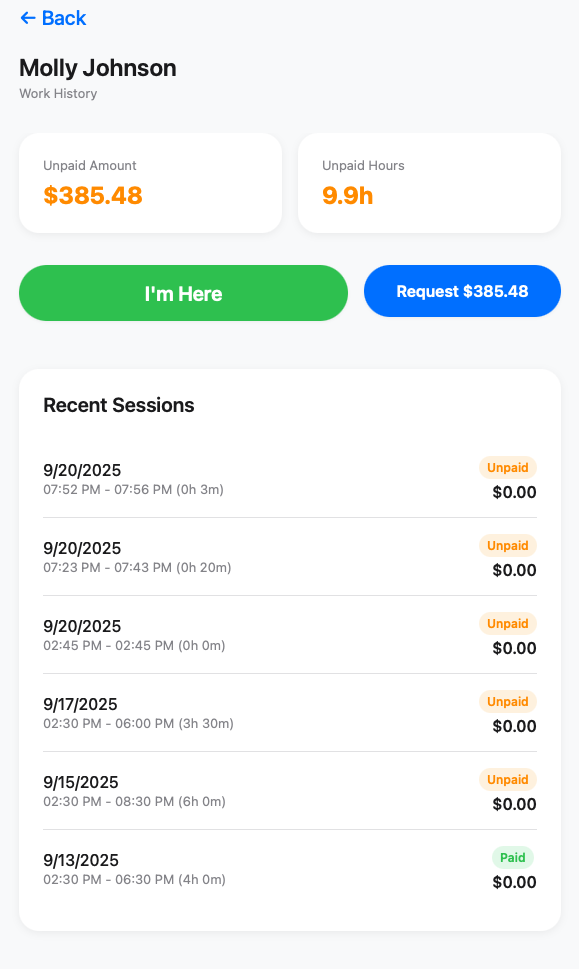 ← Back
Molly Johnson
Work History
Unpaid Amount
$385.48
Unpaid Hours
9.9h
I'm Here
Request $385.48
Recent Sessions
9/20/2025
Unpaid
07:52 PM - 07:56 PM (0h 3m)
$0.00
9/20/2025
Unpaid
07:23 PM - 07:43 PM (0h 20m)
$0.00
9/20/2025
Unpaid
02:45 PM - 02:45 PM (0h 0m)
$0.00
9/17/2025
Unpaid
02:30 PM - 06:00 PM (3h 30m)
$0.00
9/15/2025
Unpaid
02:30 PM - 08:30 PM (6h 0m)
$0.00
9/13/2025
Paid
02:30 PM - 06:30 PM (4h 0m)
$0.00